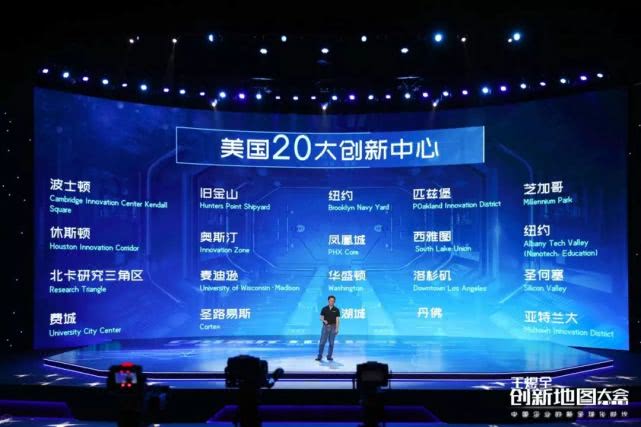 美国20大创新中心
波士顿
Cambridge Innovation Center Kendall
Square
旧金山
Hunters Point Shipyard
纽约
Brooklyn Navy Yard
匹兹堡
POakland Innovation District
芝加哥
Millennium Park
休斯顿
Houston Innovation Corridor
奥斯汀
Innovation Zone
凤凰城
PHX Core
西雅图
South Lake Union
纽约
Albany Tech Valley
(Nanotech; Education)
北卡研究三角区
Research Triangle
麦迪逊
University of Wisconsin-Madison
华盛顿
Washington
洛杉矶
Downtown Los Angeles
圣何塞
Silicon Valley
费城
University City Center
圣路易斯
Cortex
湖城
丹佛
亚特兰大
Midtown Innovation District
王煜全
创新地图大会